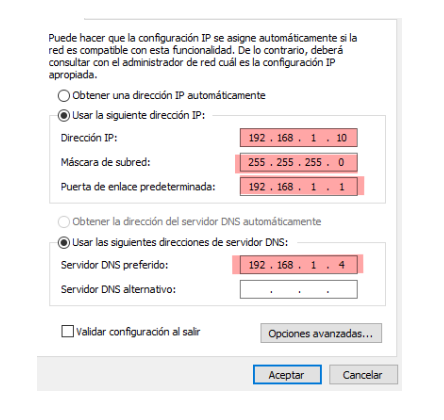 Puede hacer que la configuración IP se asigne automáticamente si la
red es compatible con esta funcionalidad. De lo contrario, deberá
consultar con el administrador de red cuál es la configuración IP
apropiada.
Obtener una dirección IP automáticamente
Usar la siguiente dirección IP:
Dirección IP: 192 . 168 . 1 . 10
Máscara de subred: 255 . 255 . 255 . 0
Puerta de enlace predeterminada: 192 . 168 . 1 . 1
Obtener la dirección del servidor DNS automáticamente
Usar las siguientes direcciones de servidor DNS:
Servidor DNS preferido: 192 . 168 . 1 . 4
Servidor DNS alternativo: . . .
Validar configuración al salir
Opciones avanzadas...
Aceptar Cancelar